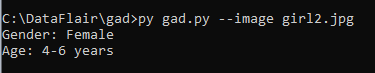 C:\DataFlair\gad>py gad.py --image girl2.jpg
Gender: Female
Age: 4-6 years